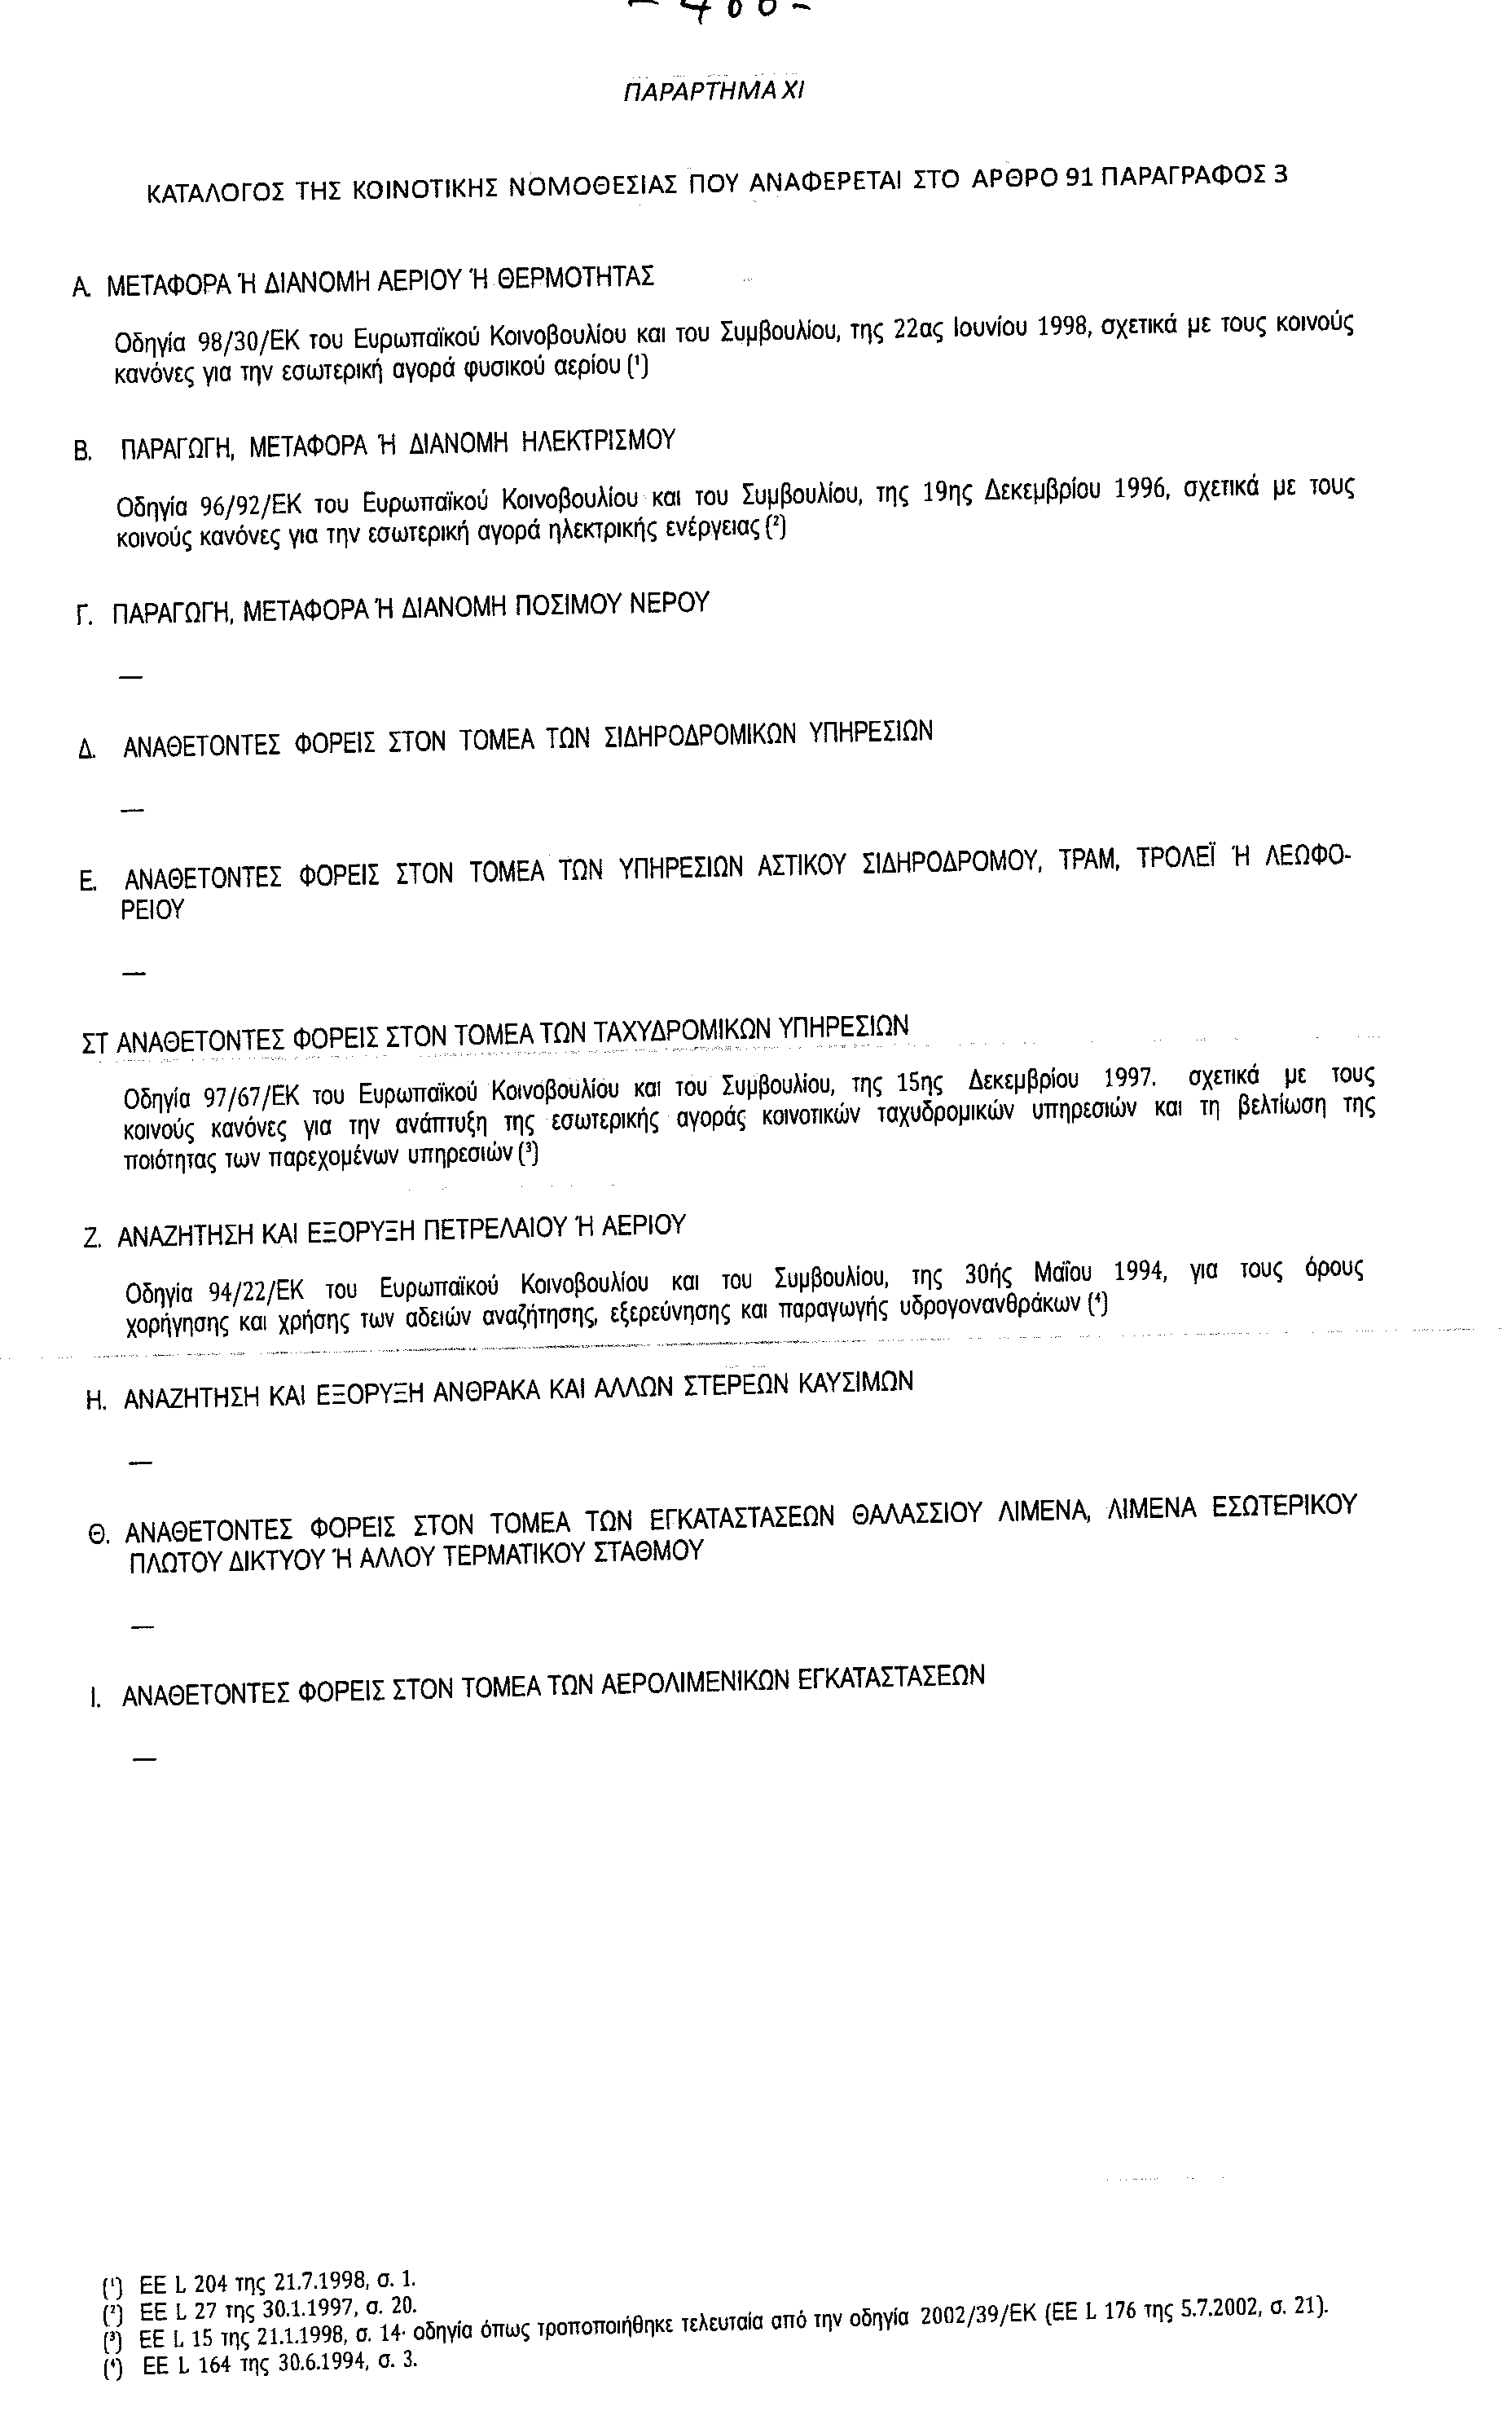 ΠΑΡΑΡΤΗΜΑ XI
ΚΑΤΑΛΟΓΟΣ ΤΗΣ ΚΟΙΝΟΤΙΚΗΣ ΝΟΜΟΘΕΣΙΑΣ ΠΟΥ ΑΝΑΦΕΡΕΤΑΙ ΣΤΟ ΑΡΘΡΟ 91 ΠΑΡΑΓΡΑΦΟΣ 3
Α. ΜΕΤΑΦΟΡΑ Ή ΔΙΑΝΟΜΗ ΑΕΡΙΟΥ Ή ΘΕΡΜΟΤΗΤΑΣ
Οδηγία 98/30/ΕΚ του Ευρωπαϊκού Κοινοβουλίου και του Συμβουλίου, της 22ας Ιουνίου 1998, σχετικά με τους κοινούς
κανόνες για την εσωτερική αγορά φυσικού αερίου (¹)
Β. ΠΑΡΑΓΩΓΗ, ΜΕΤΑΦΟΡΑ Ή ΔΙΑΝΟΜΗ ΗΛΕΚΤΡΙΣΜΟΥ
Οδηγία 96/92/ΕΚ του Ευρωπαϊκού Κοινοβουλίου και του Συμβουλίου, της 19ης Δεκεμβρίου 1996, σχετικά με τους
κοινούς κανόνες για την εσωτερική αγορά ηλεκτρικής ενέργειας (²)
Γ. ΠΑΡΑΓΩΓΗ, ΜΕΤΑΦΟΡΑ Ή ΔΙΑΝΟΜΗ ΠΟΣΙΜΟΥ ΝΕΡΟΥ
—
Δ. ΑΝΑΘΕΤΟΝΤΕΣ ΦΟΡΕΙΣ ΣΤΟΝ ΤΟΜΕΑ ΤΩΝ ΣΙΔΗΡΟΔΡΟΜΙΚΩΝ ΥΠΗΡΕΣΙΩΝ
—
Ε. ΑΝΑΘΕΤΟΝΤΕΣ ΦΟΡΕΙΣ ΣΤΟΝ ΤΟΜΕΑ ΤΩΝ ΥΠΗΡΕΣΙΩΝ ΑΣΤΙΚΟΥ ΣΙΔΗΡΟΔΡΟΜΟΥ, ΤΡΑΜ, ΤΡΟΛΕΪ Ή ΛΕΩΦΟ-
ΡΕΙΟΥ
—
ΣΤ ΑΝΑΘΕΤΟΝΤΕΣ ΦΟΡΕΙΣ ΣΤΟΝ ΤΟΜΕΑ ΤΩΝ ΤΑΧΥΔΡΟΜΙΚΩΝ ΥΠΗΡΕΣΙΩΝ
Οδηγία 97/67/ΕΚ του Ευρωπαϊκού Κοινοβουλίου και του Συμβουλίου, της 15ης Δεκεμβρίου 1997. σχετικά με τους
κοινούς κανόνες για την ανάπτυξη της εσωτερικής αγοράς κοινοτικών ταχυδρομικών υπηρεσιών και τη βελτίωση της
ποιότητας των παρεχομένων υπηρεσιών (³)
Ζ. ΑΝΑΖΗΤΗΣΗ ΚΑΙ ΕΞΟΡΥΞΗ ΠΕΤΡΕΛΑΙΟΥ Ή ΑΕΡΙΟΥ
Οδηγία 94/22/ΕΚ του Ευρωπαϊκού Κοινοβουλίου και του Συμβουλίου, της 30ής Μαΐου 1994, για τους όρους
χορήγησης και χρήσης των αδειών αναζήτησης, εξερεύνησης και παραγωγής υδρογονανθράκων (⁴)
Η. ΑΝΑΖΗΤΗΣΗ ΚΑΙ ΕΞΟΡΥΞΗ ΑΝΘΡΑΚΑ ΚΑΙ ΑΛΛΩΝ ΣΤΕΡΕΩΝ ΚΑΥΣΙΜΩΝ
—
Θ. ΑΝΑΘΕΤΟΝΤΕΣ ΦΟΡΕΙΣ ΣΤΟΝ ΤΟΜΕΑ ΤΩΝ ΕΓΚΑΤΑΣΤΑΣΕΩΝ ΘΑΛΑΣΣΙΟΥ ΛΙΜΕΝΑ, ΛΙΜΕΝΑ ΕΣΩΤΕΡΙΚΟΥ
ΠΛΩΤΟΥ ΔΙΚΤΥΟΥ Ή ΑΛΛΟΥ ΤΕΡΜΑΤΙΚΟΥ ΣΤΑΘΜΟΥ
—
Ι. ΑΝΑΘΕΤΟΝΤΕΣ ΦΟΡΕΙΣ ΣΤΟΝ ΤΟΜΕΑ ΤΩΝ ΑΕΡΟΛΙΜΕΝΙΚΩΝ ΕΓΚΑΤΑΣΤΑΣΕΩΝ
—
(¹) ΕΕ L 204 της 21.7.1998, σ. 1.
(²) ΕΕ L 27 της 30.1.1997, σ. 20.
(³) ΕΕ L 15 της 21.1.1998, σ. 14· οδηγία όπως τροποποιήθηκε τελευταία από την οδηγία 2002/39/ΕΚ (ΕΕ L 176 της 5.7.2002, σ. 21).
(⁴) ΕΕ L 164 της 30.6.1994, σ. 3.